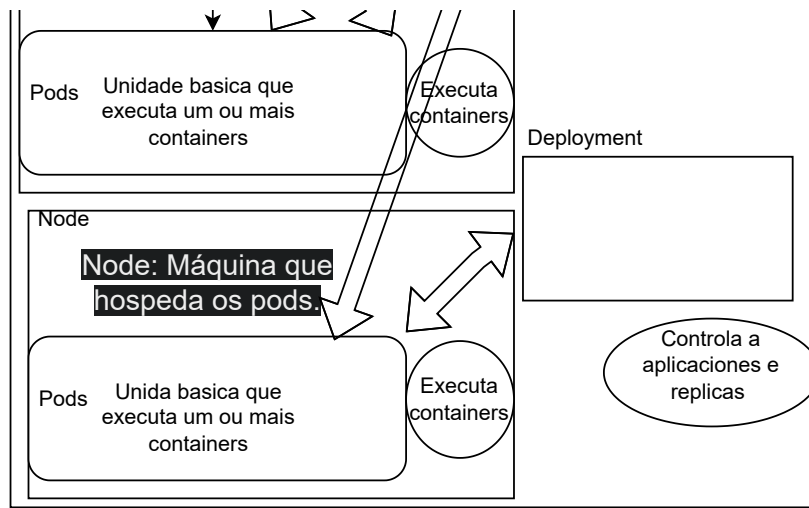 Pods
Unidade basica que
executa um ou mais
containers
Executa
containers
Deployment
Node
Node: Máquina que
hospeda os pods.
Pods
Unida basica que
executa um ou mais
containers
Executa
containers
Controla a
aplicaciones e
replicas